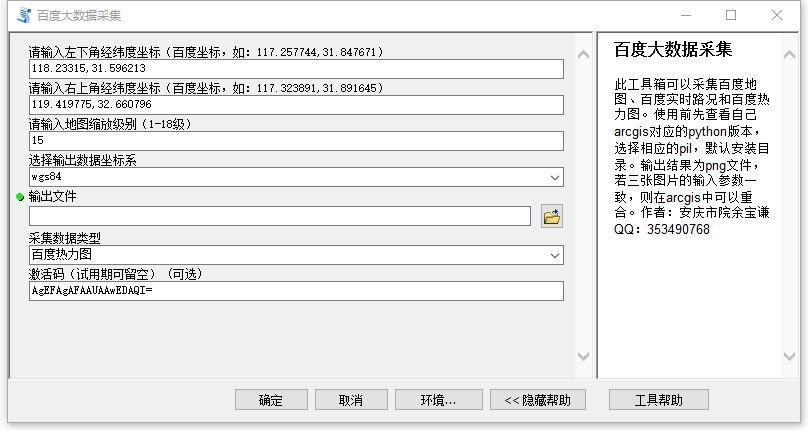 百度大数据采集
请输入左下角经纬度坐标（百度坐标，如：117.257744,31.847671）
118.23315,31.596213
请输入右上角经纬度坐标（百度坐标，如：117.323891,31.891645）
119.419775,32.660796
请输入地图缩放级别（1-18级）
15
选择输出数据坐标系
wgs84
输出文件
采集数据类型
百度热力图
激活码（试用期可留空）（可选）
AgEFAgAFAAUAAwEDAQI=
确定
取消
环境...
<< 隐藏帮助
百度大数据采集
此工具箱可以采集百度地
图、百度实时路况和百度热
力图。使用前先查看自己
arcgis对应的python版本，
选择相应的pil，默认安装目
录。输出结果为png文件，
若三张图片的输入参数一
致，则在arcgis中可以重
合。作者：安庆市院余宝谦
QQ：353490768
工具帮助